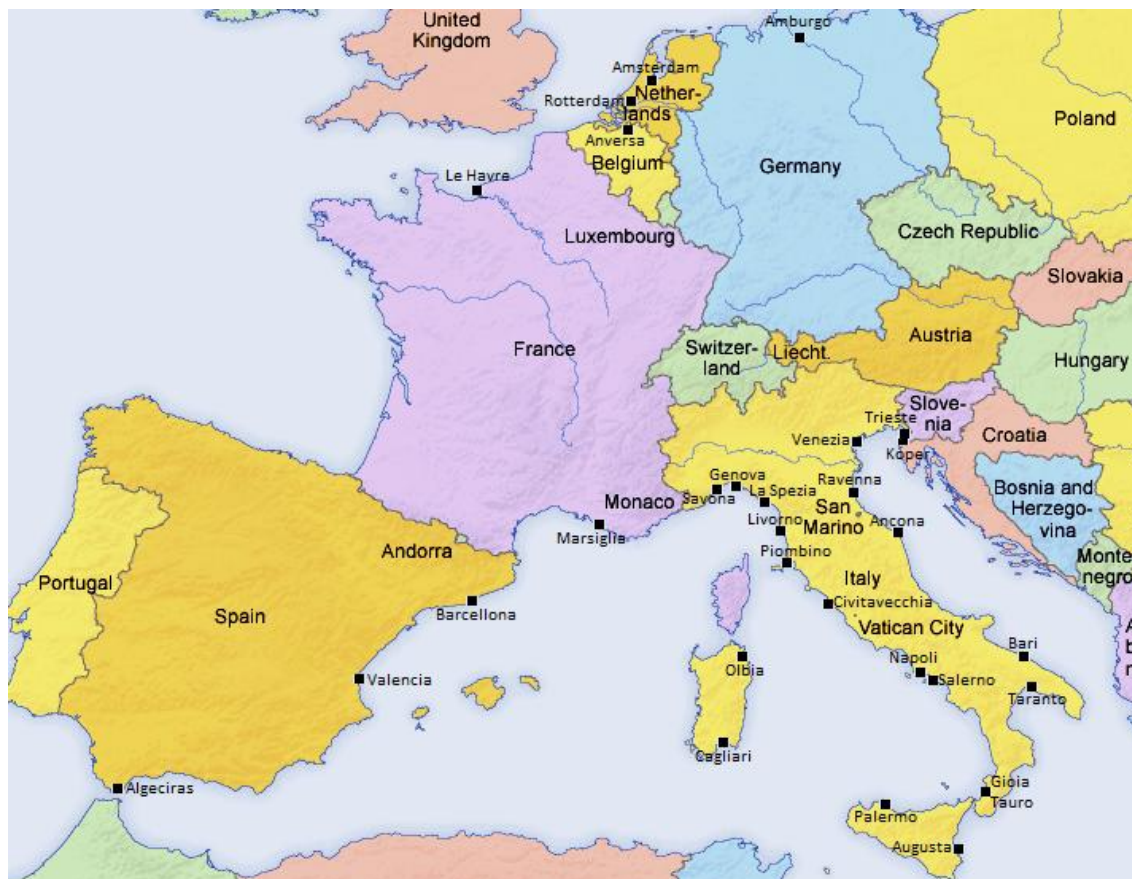 United
Kingdom
Amburgo
Amsterdam
Nether-
lands
Rotterdam
Anversa
Belgium
Poland
Germany
Le Havre
Luxembourg
Czech Republic
Slovakia
Austria
France
Switzer-
land
Liecht.
Hungary
Slove-
nia
Trieste
Croatia
Venezia
Koper
Genova
Ravenna
Savona
La Spezia
Monaco
San
Marino
Bosnia and
Herzego-
vina
Marsiglia
Livorno
Ancona
Andorra
Piombino
Monte
negro
Portugal
Spain
Italy
Barcellona
Civitavecchia
Vatican City
A
b
n
Bari
Napoli
Olbia
Valencia
Salerno
Taranto
Cagliari
Algeciras
Gioia
Tauro
Palermo
Augusta